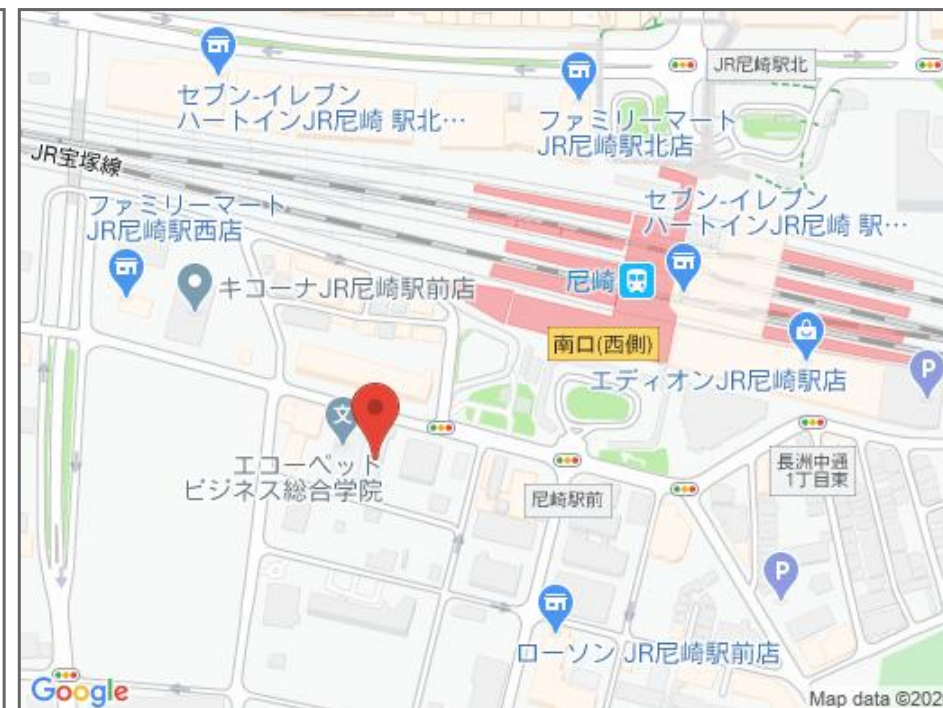 JR尼崎駅北
セブン-イレブン
ハートインJR尼崎 駅北…
ファミリーマート
JR尼崎駅北店
JR宝塚線
セブン-イレブン
ハートインJR尼崎 駅…
ファミリーマート
JR尼崎駅西店
キコーナJR尼崎駅前店
尼崎
南口(西側)
エディオンJR尼崎駅店
P
文
エコーペット
ビジネス総合学院
長洲中通
1丁目東
尼崎駅前
P
ローソン JR尼崎駅前店
Google
Map data ©202